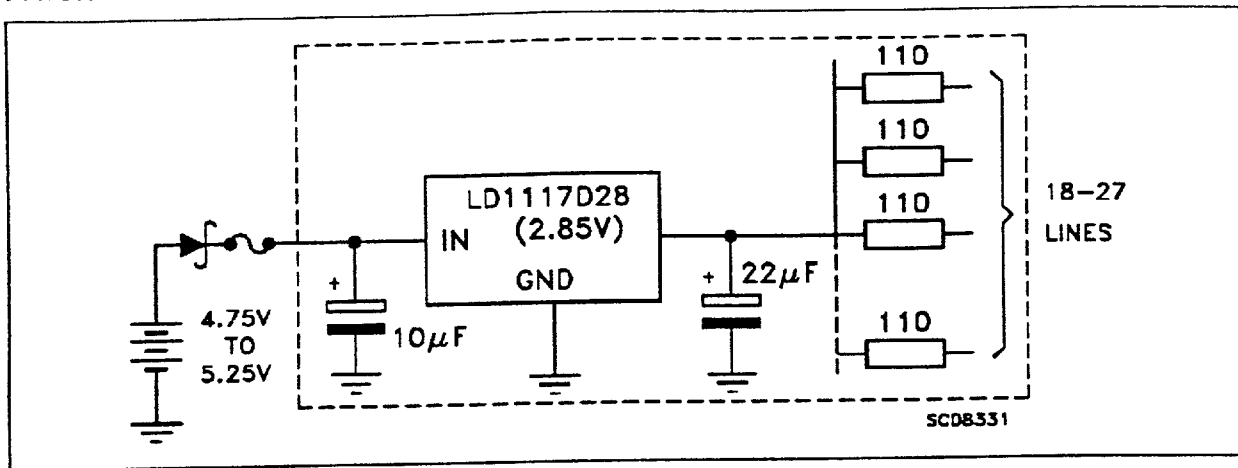 110
110
110
110
18-27
LINES
LD1117D28
(2.85V)
IN
GND
+
22µF
+
10µF
4.75V
TO
5.25V
SCD8331